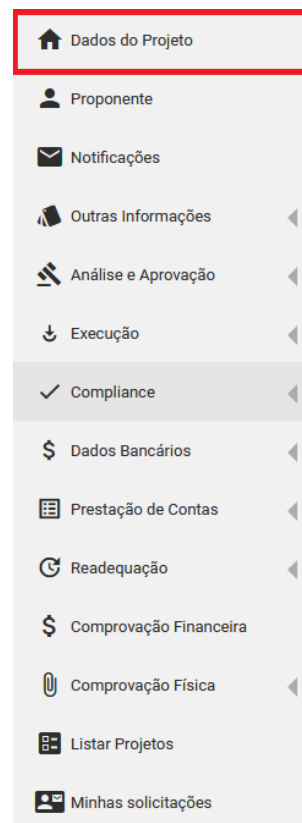 Dados do Projeto
Proponente
Notificações
Outras Informações
Análise e Aprovação
Execução
Compliance
Dados Bancários
Prestação de Contas
Readequação
Comprovação Financeira
Comprovação Física
Listar Projetos
Minhas solicitações